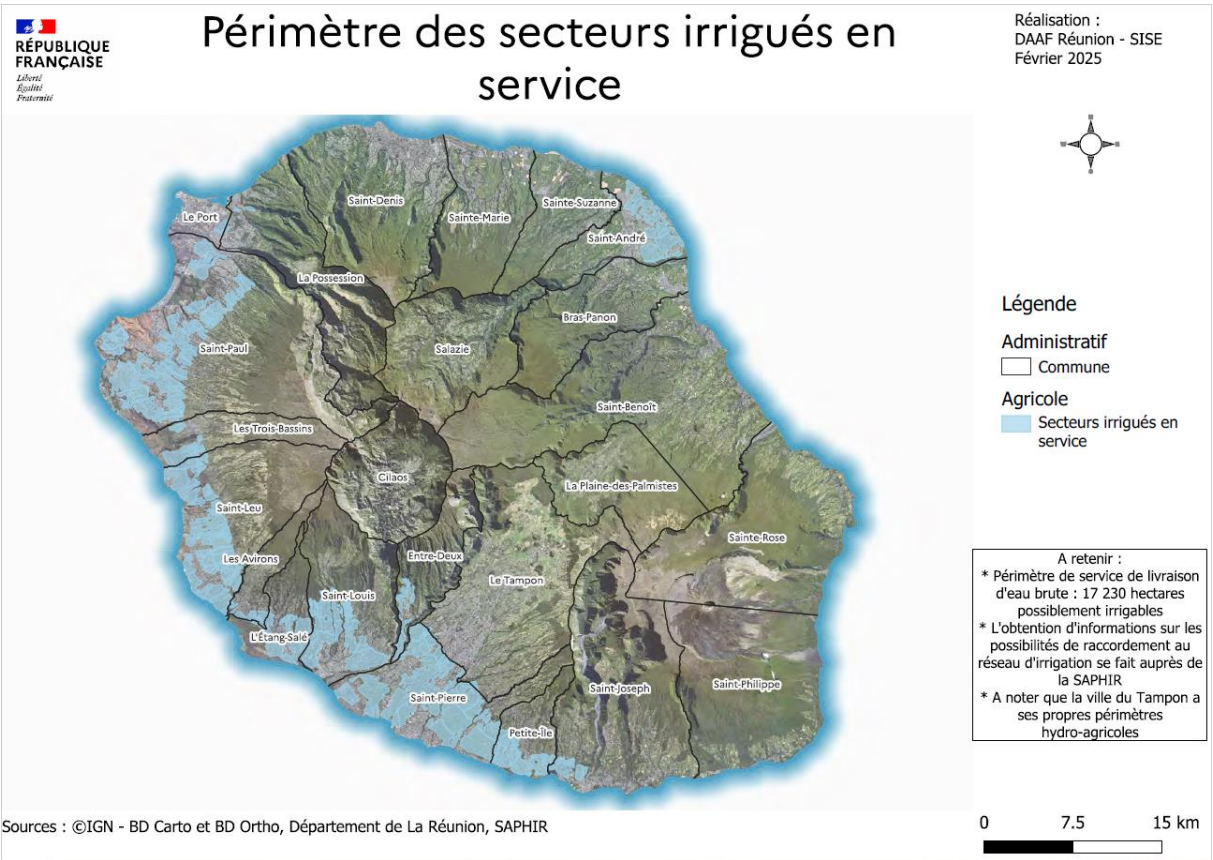 RÉPUBLIQUE
FRANÇAISE
Liberté
Égalité
Fraternité
Périmètre des secteurs irrigués en
service
Réalisation :
DAAF Réunion - SISE
Février 2025
Saint-Denis
Sainte-Marie
Sainte-Suzanne
Le Port
Saint-André
La Possession
Bras-Panon
Saint-Paul
Salazie
Saint-Benoît
Les Trois-Bassins
Cilaos
La Plaine-des-Palmistes
Saint-Leu
Sainte-Rose
Les Avirons
Entre-Deux
Le Tampon
Saint-Louis
L'Étang-Salé
Saint-Pierre
Saint-Joseph
Saint-Philippe
Petite-Île
Légende
Administratif
Commune
Agricole
Secteurs irrigués en
service
A retenir :
* Périmètre de service de livraison
d'eau brute : 17 230 hectares
possiblement irrigables
* L'obtention d'informations sur les
possibilités de raccordement au
réseau d'irrigation se fait auprès de
la SAPHIR
* A noter que la ville du Tampon a
ses propres périmètres
hydro-agricoles
Sources : ©IGN - BD Carto et BD Ortho, Département de La Réunion, SAPHIR
0 7.5 15 km